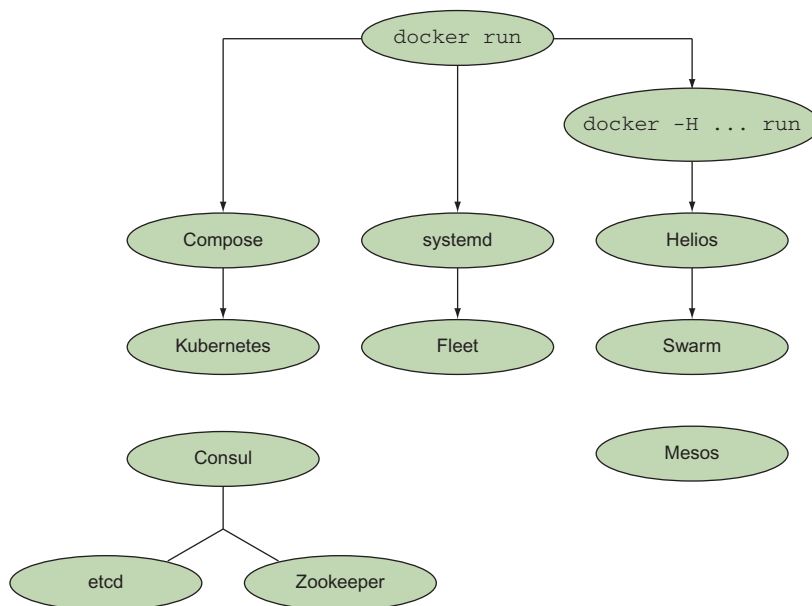 docker run
docker -H ... run
Compose
systemd
Helios
Kubernetes
Fleet
Swarm
Consul
Mesos
etcd
Zookeeper